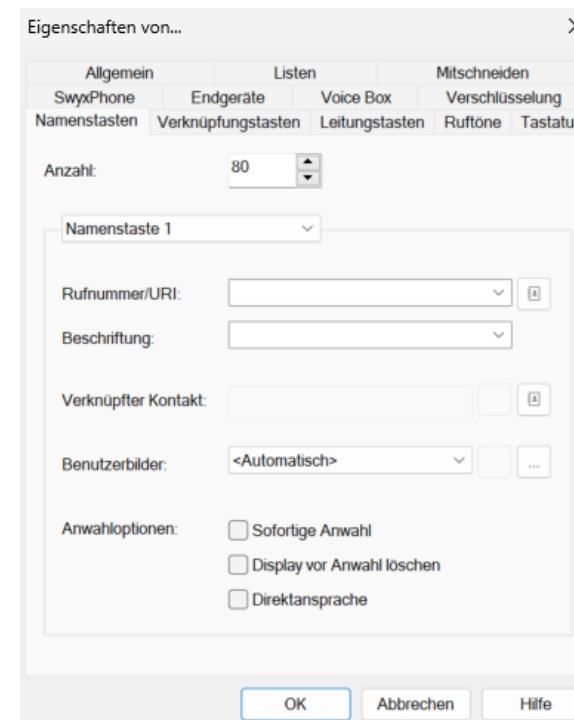 Eigenschaften von...
Allgemein Listen Mitschneiden
SwyxPhone Endgeräte Voice Box Verschlüsselung
Namenstasten Verknüpfungstasten Leitungstasten Ruftöne Tastatu
Anzahl: 80
Namenstaste 1
Rufnummer/URI:
Beschriftung:
Verknüpfter Kontakt:
Benutzerbilder: <Automatisch> ...
Anwahloptionen: Sofortige Anwahl
Display vor Anwahl löschen
Direktansprache
OK Abbrechen Hilfe